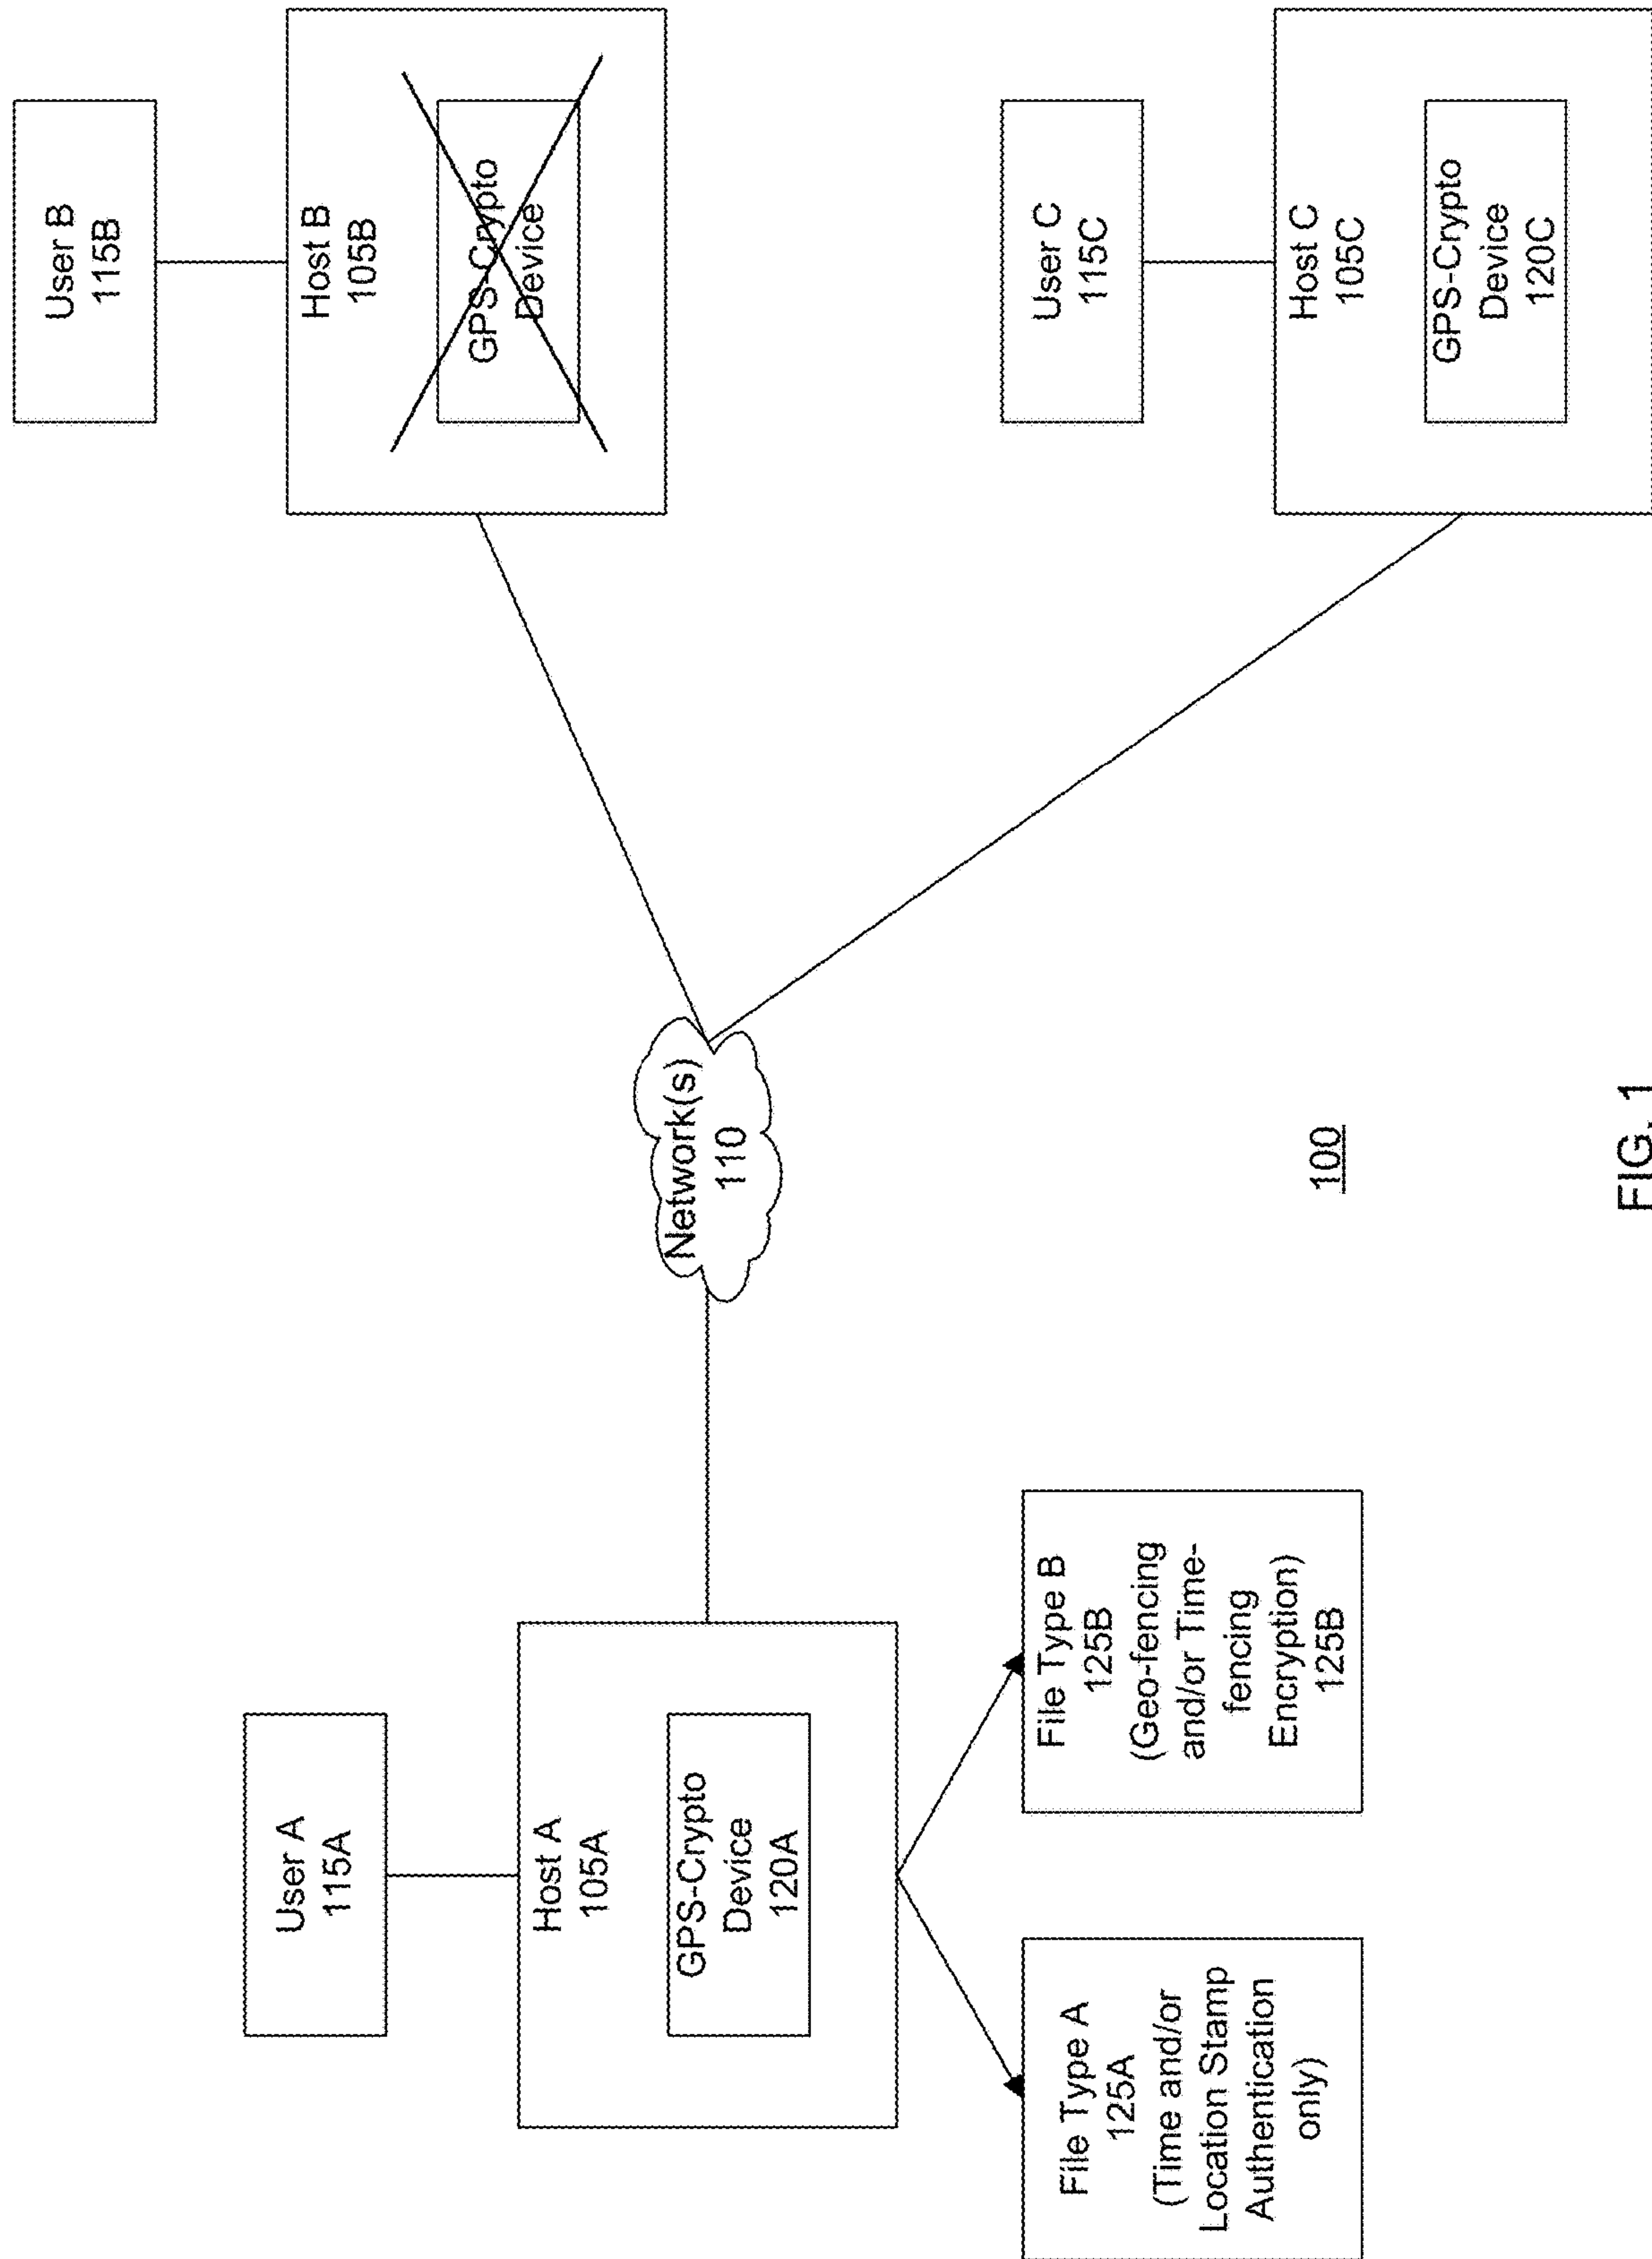 User A
115A
Host A
105A
GPS-Crypto
Device
120A
File Type A
125A
(Time and/or
Location Stamp
Authentication
only)
File Type B
125B
(Geo-fencing
and/or Time-
fencing
Encryption)
125B
Network(s)
110
User B
115B
Host B
105B
GPS-Crypto
Device
User C
115C
Host C
105C
GPS-Crypto
Device
120C
100
FIG. 1